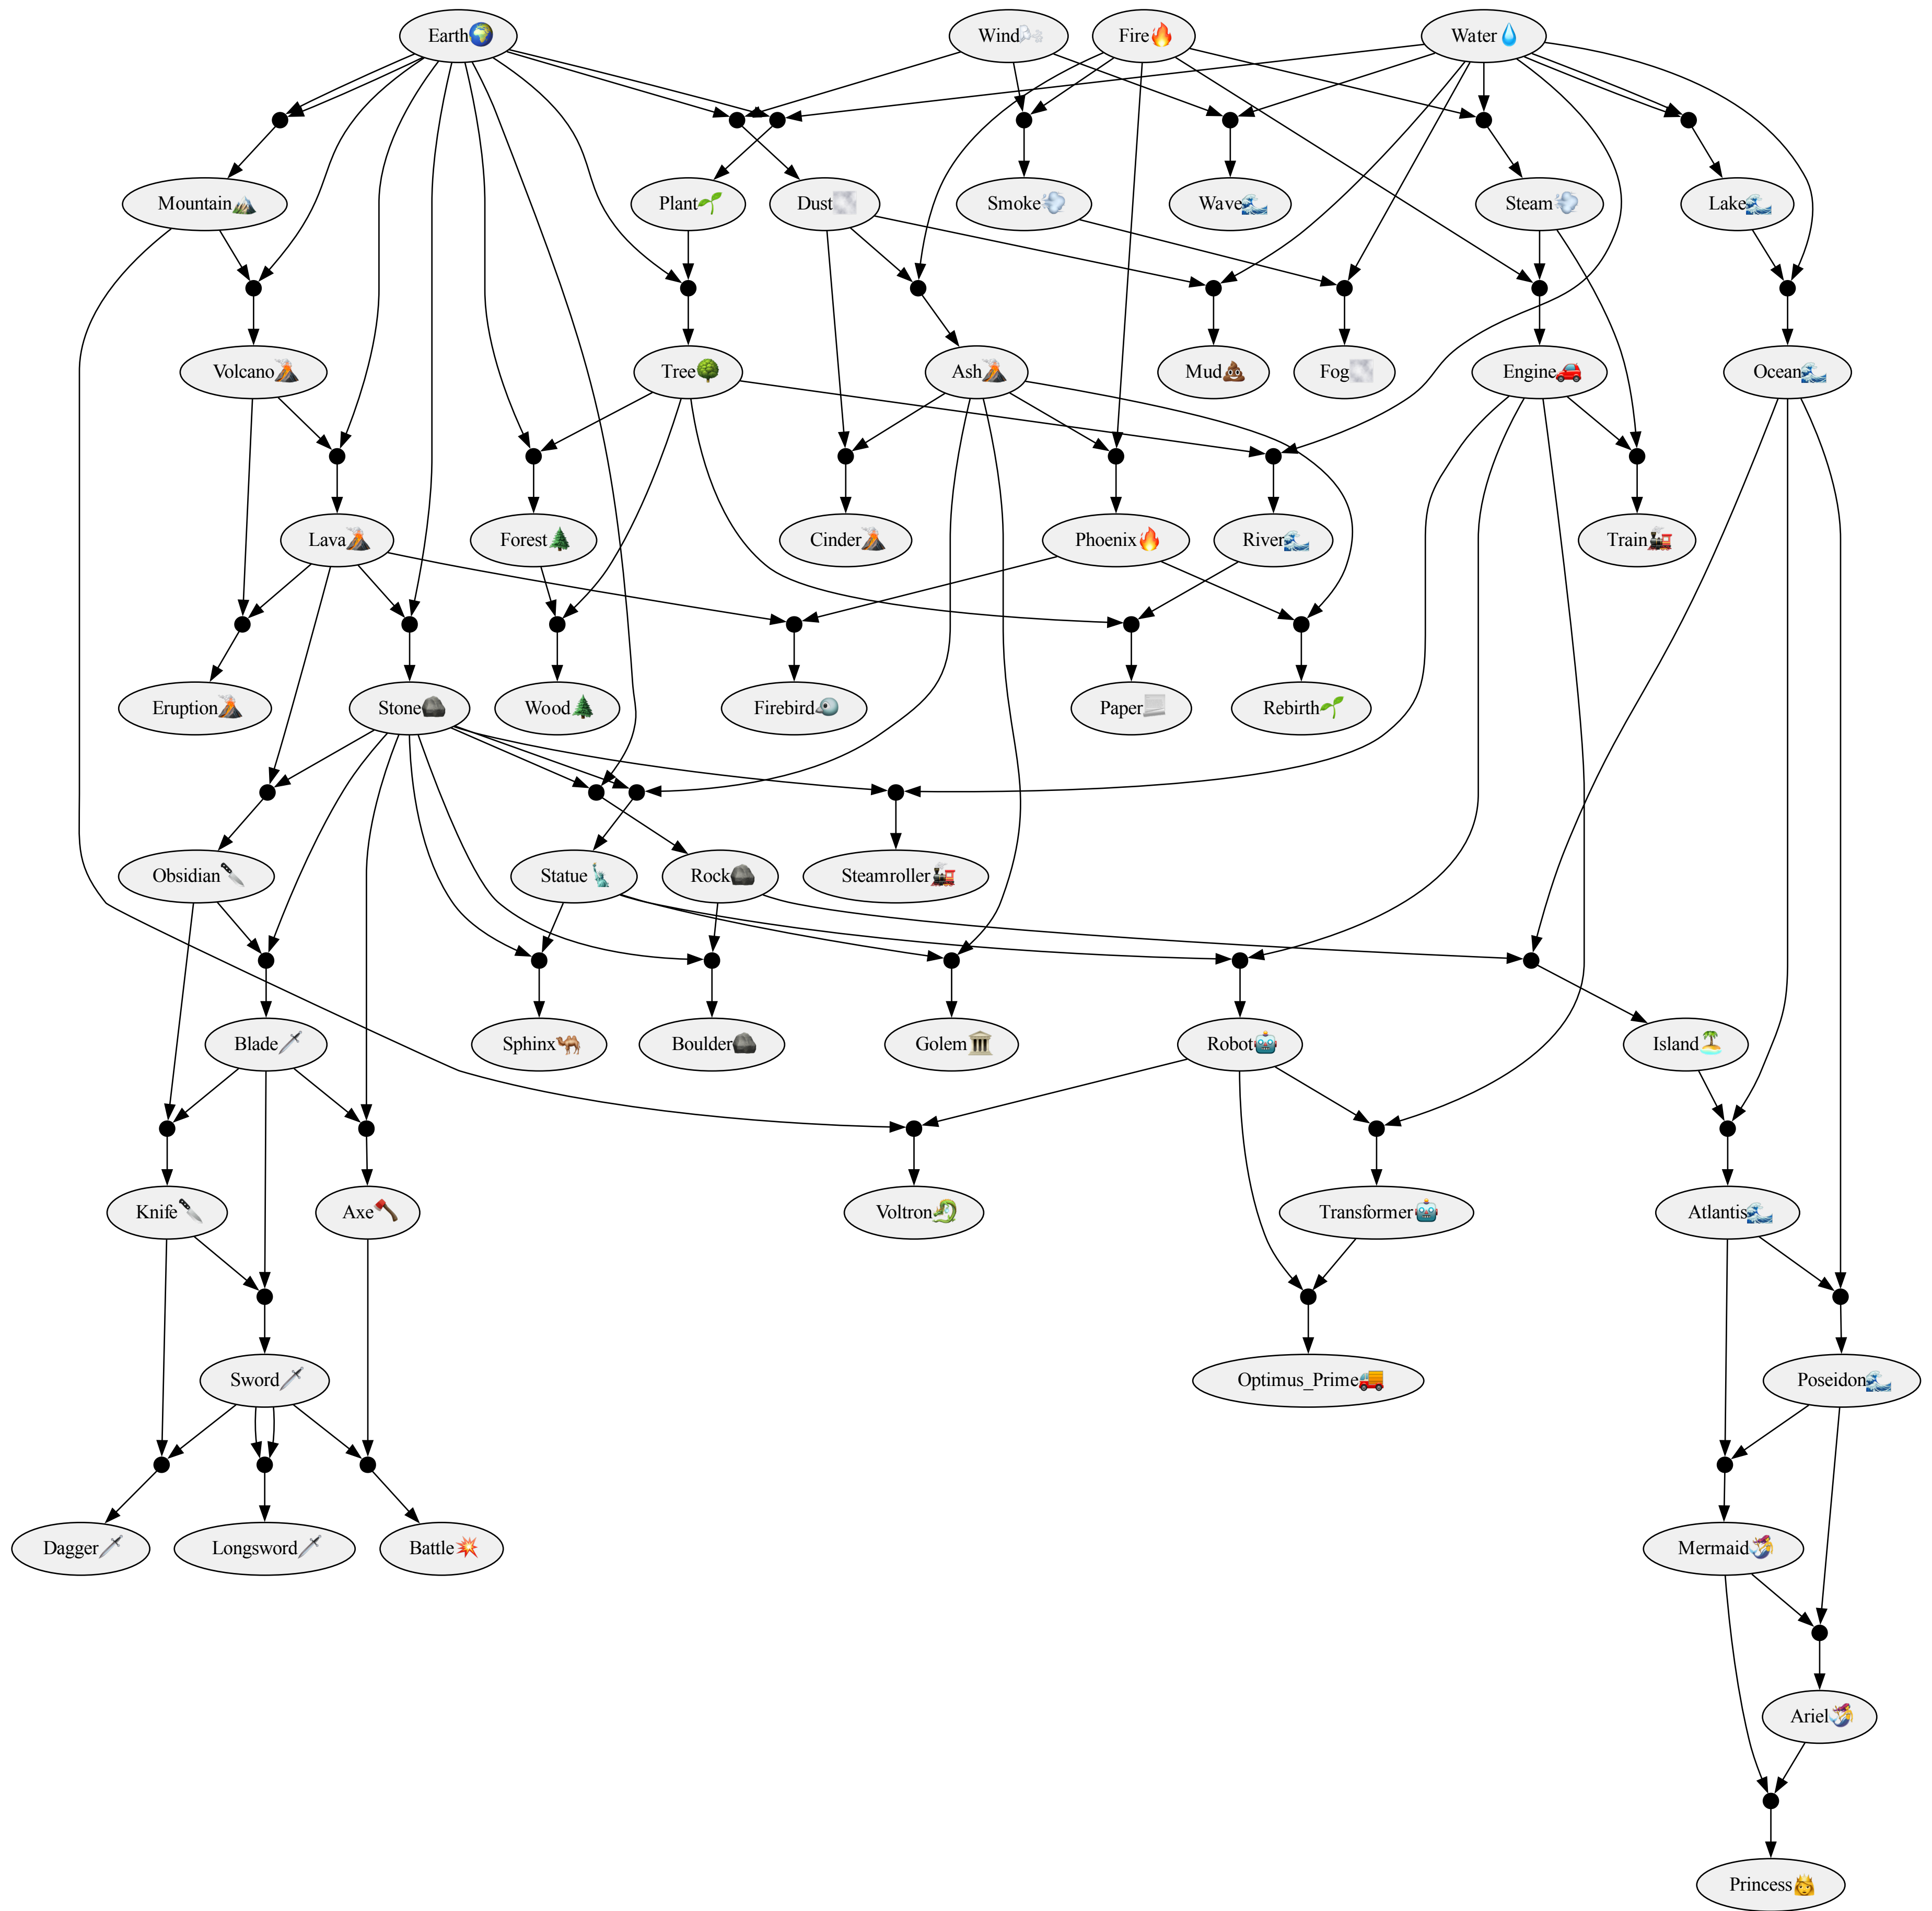 Earth🌍 Wind🌬️ Fire🔥 Water💧
Mountain🏔️ Plant🌱 Dust🌫️ Smoke💨 Wave🌊 Steam💨 Lake🌊
Volcano🌋 Tree🌳 Ash🌋 Mud💩 Fog🌫️ Engine🚗 Ocean🌊
Lava🌋 Forest🌲 Cinder🌋 Phoenix🔥 River🌊 Train🚂
Eruption🌋 Stone🪨 Wood🌲 Firebird🐦 Paper📃 Rebirth🌱
Obsidian🔪 Statue🗽 Rock🪨 Steamroller🚂
Blade🗡️ Sphinx🐪 Boulder🪨 Golem🏛️ Robot🤖 Island🏝️
Knife🔪 Axe🪓 Voltron🐉 Transformer🤖 Atlantis🌊
Sword🗡️ Optimus_Prime🚚 Poseidon🌊
Dagger🗡️ Longsword🗡️ Battle💥 Mermaid🧜‍♀️
Ariel🧜‍♀️
Princess👸